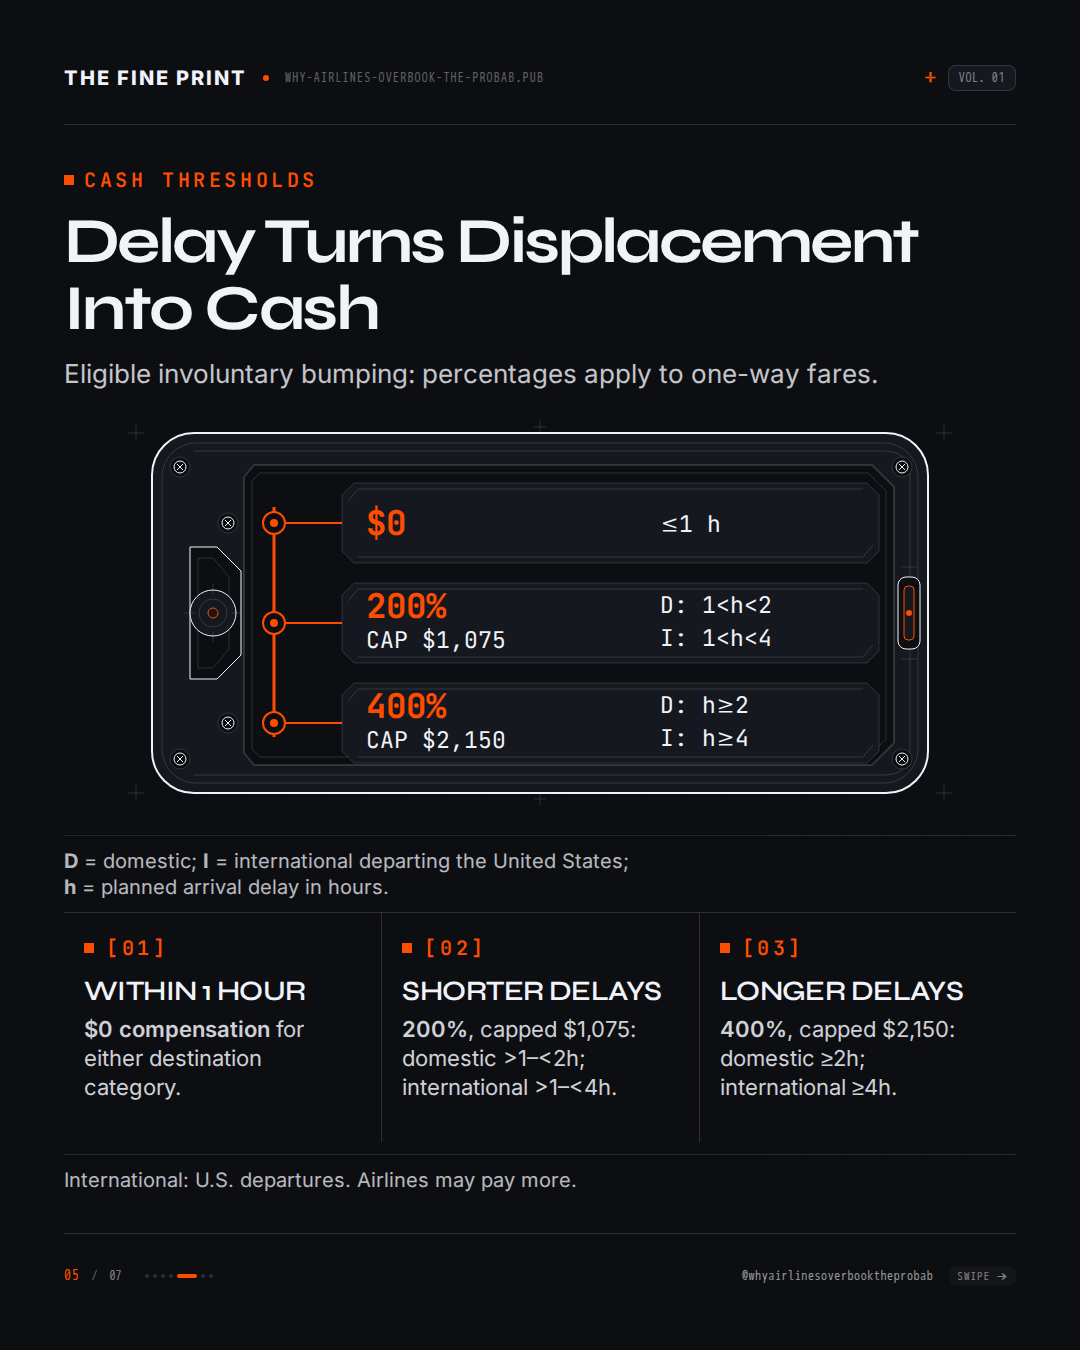 THE FINE PRINT • WHY-AIRLINES-OVERBOOK-THE-PROBAB.PUB
+ VOL. 01
CASH THRESHOLDS
Delay Turns Displacement
Into Cash
Eligible involuntary bumping: percentages apply to one-way fares.
$0 ≤1 h
200% D: 1<h<2
CAP $1,075 I: 1<h<4
400% D: h≥2
CAP $2,150 I: h≥4
D = domestic; I = international departing the United States;
h = planned arrival delay in hours.
[01]
WITHIN 1 HOUR
$0 compensation for
either destination
category.
[02]
SHORTER DELAYS
200%, capped $1,075:
domestic >1–<2h;
international >1–<4h.
[03]
LONGER DELAYS
400%, capped $2,150:
domestic ≥2h;
international ≥4h.
International: U.S. departures. Airlines may pay more.
05 / 07
@whyairlinesoverbooktheprobab SWIPE →